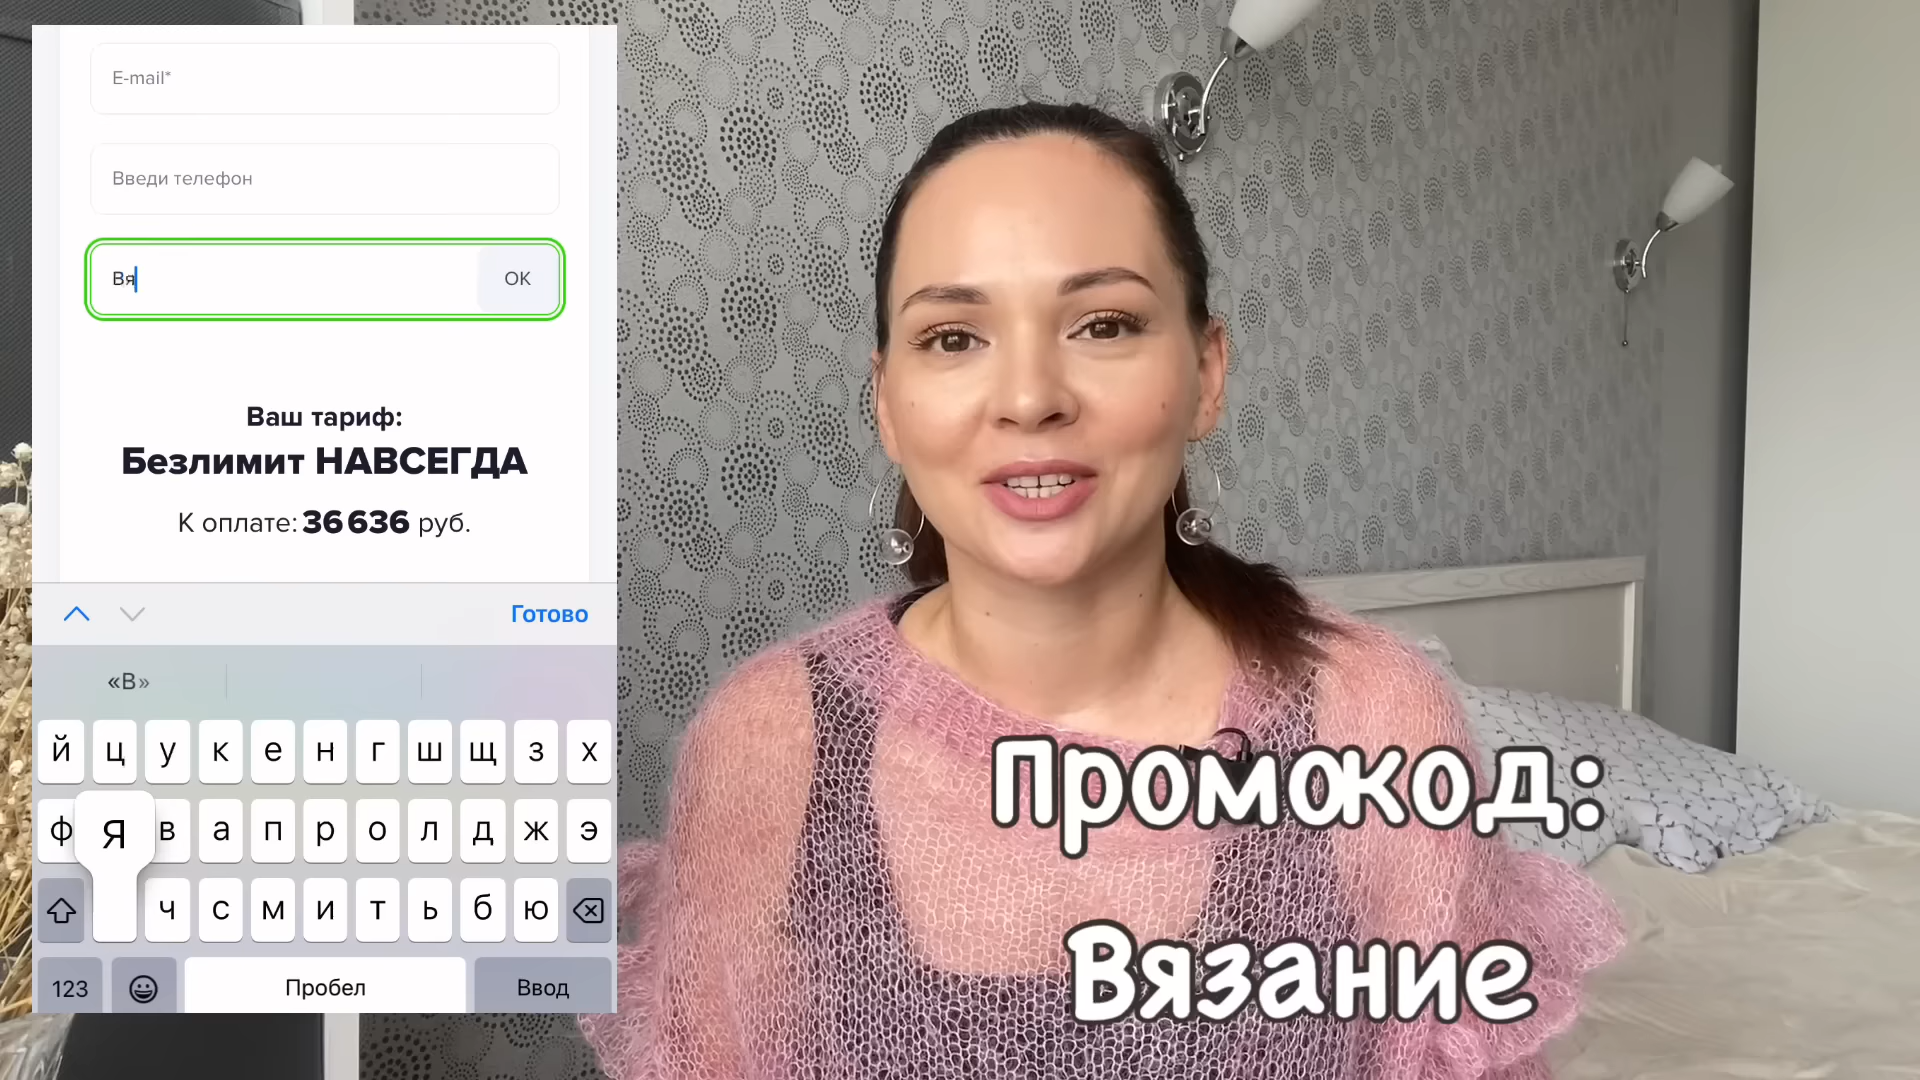 E-mail*
Введи телефон
Вя
OK
Ваш тариф:
Безлимит НАВСЕГДА
К оплате: 36 636 руб.
Готово
«В»
й ц у к е н г ш щ з х
ф я в а п р о л д ж э
ч с м и т ь б ю
123 Пробел Ввод
Промокод:
Вязание